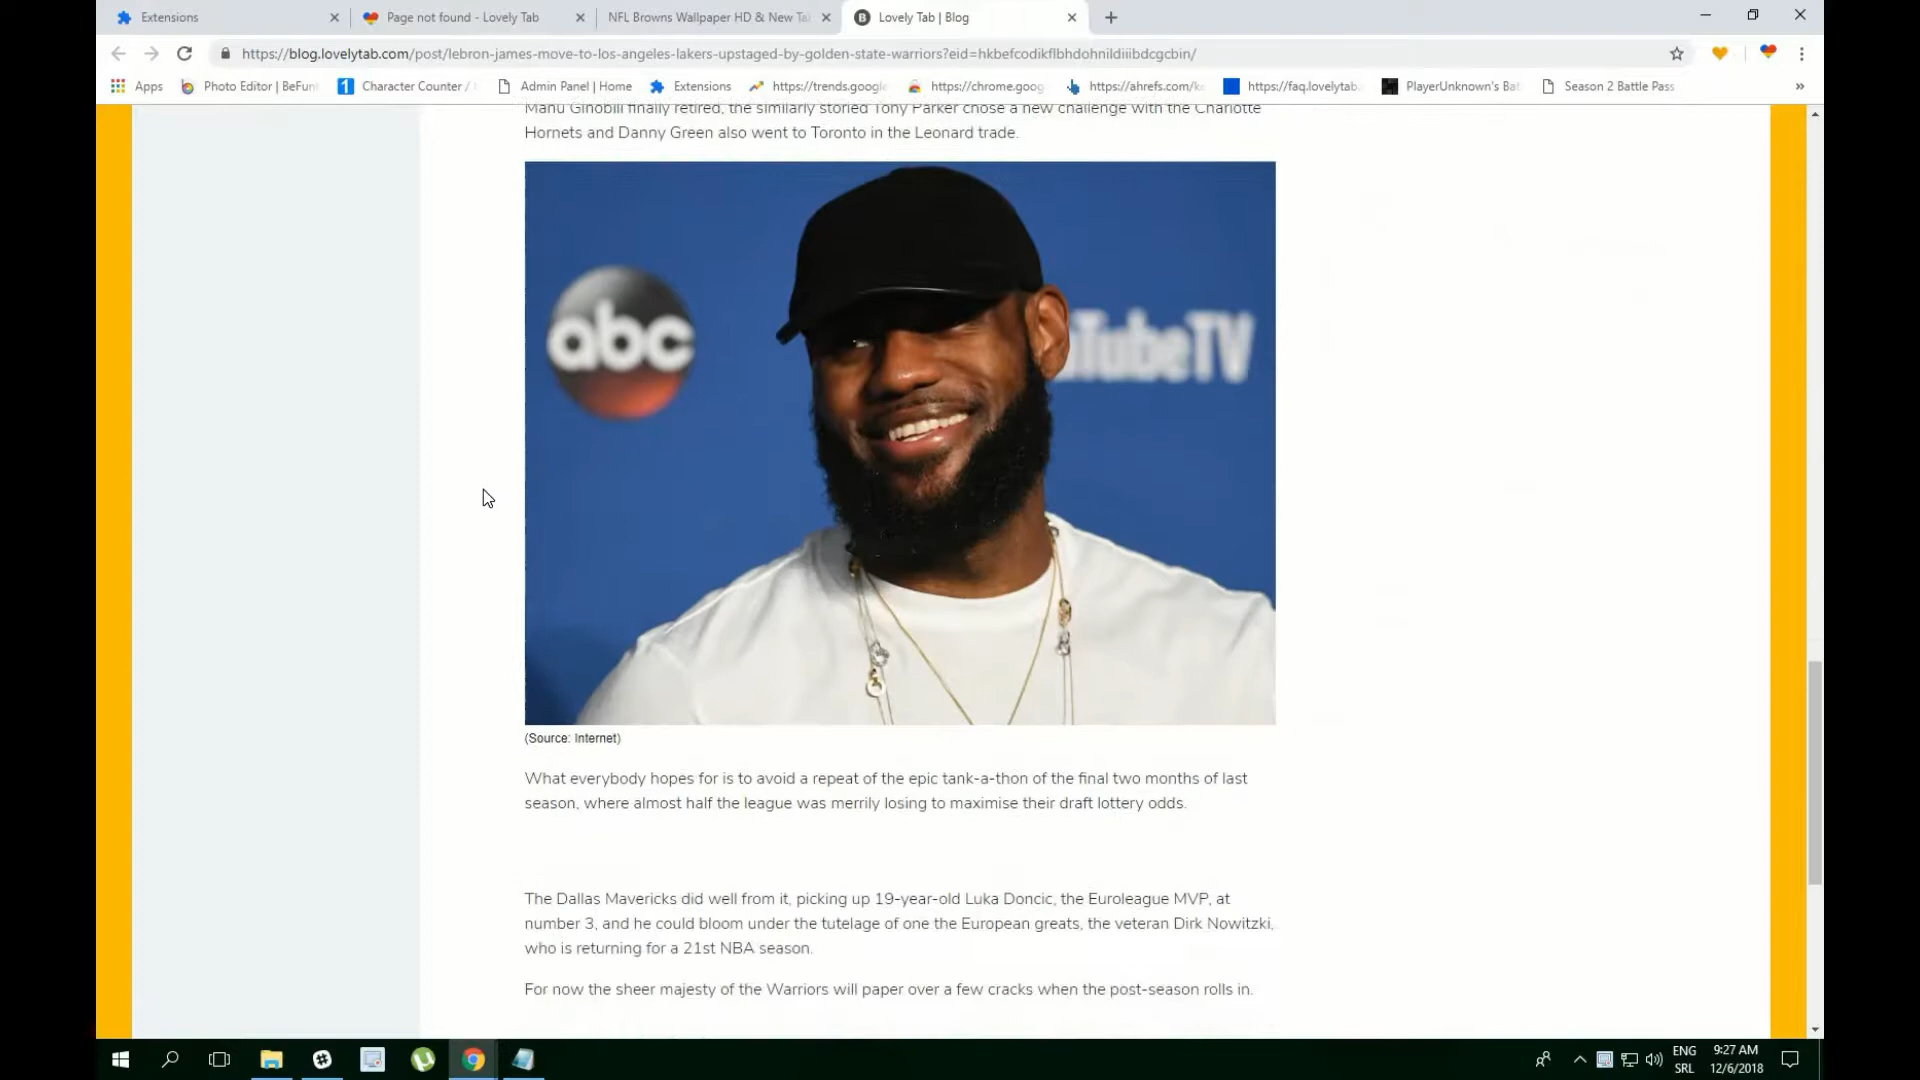 Extensions
Page not found - Lovely Tab
NFL Browns Wallpaper HD & New Ta
Lovely Tab | Blog
https://blog.lovelytab.com/post/lebron-james-move-to-los-angeles-lakers-upstaged-by-golden-state-warriors?eid=hkbefcodikflbhdohnildiiibdcgcbin/
Apps
Photo Editor | BeFun
Character Counter /
Admin Panel | Home
Extensions
https://trends.google
https://chrome.goog
https://ahrefs.com/k
https://faq.lovelytab.
PlayerUnknown's Bat
Season 2 Battle Pass
»
Manu Ginobili finally retired, the similarly storied Tony Parker chose a new challenge with the Charlotte
Hornets and Danny Green also went to Toronto in the Leonard trade.
abc
TubeTV
(Source: Internet)
What everybody hopes for is to avoid a repeat of the epic tank-a-thon of the final two months of last
season, where almost half the league was merrily losing to maximise their draft lottery odds.
The Dallas Mavericks did well from it, picking up 19-year-old Luka Doncic, the Euroleague MVP, at
number 3, and he could bloom under the tutelage of one the European greats, the veteran Dirk Nowitzki,
who is returning for a 21st NBA season.
For now the sheer majesty of the Warriors will paper over a few cracks when the post-season rolls in.
ENG
SRL
9:27 AM
12/6/2018